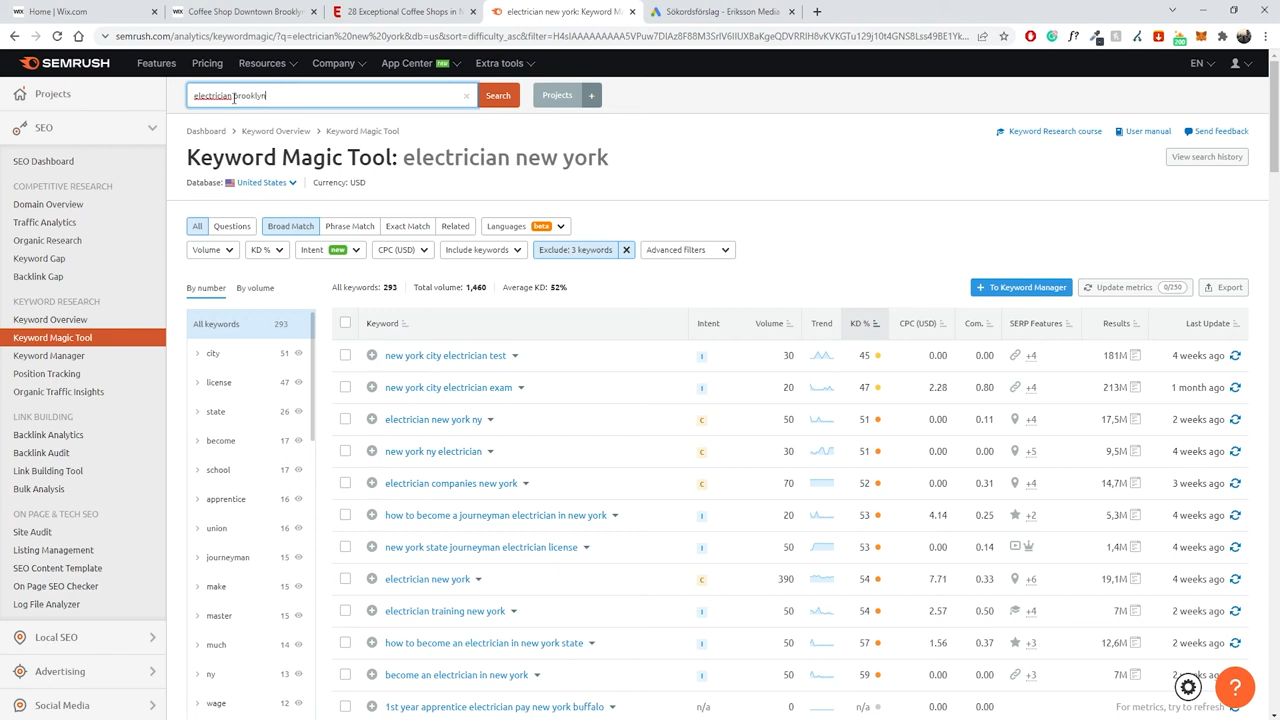 Home | Wix.com
Coffee Shop Downtown Brooklyn
28 Exceptional Coffee Shops in N
electrician new york: Keyword M
Sökordsförslag - Eriksson Media
semrush.com/analytics/keywordmagic/?q=electrician%20new%20york&db=us&sort=difficulty_asc&filter=
SEMRUSH
Features
Pricing
Resources
Company
App Center new
Extra tools
EN
Projects
SEO
SEO Dashboard
COMPETITIVE RESEARCH
Domain Overview
Traffic Analytics
Organic Research
Keyword Gap
Backlink Gap
KEYWORD RESEARCH
Keyword Overview
Keyword Magic Tool
Keyword Manager
Position Tracking
Organic Traffic Insights
LINK BUILDING
Backlink Analytics
Backlink Audit
Link Building Tool
Bulk Analysis
ON PAGE & TECH SEO
Site Audit
Listing Management
SEO Content Template
On Page SEO Checker
Log File Analyzer
Local SEO
Advertising
Social Media
electrician brooklyn
Search
Projects +
Dashboard > Keyword Overview > Keyword Magic Tool
Keyword Research course
User manual
Send feedback
Keyword Magic Tool: electrician new york
View search history
Database: United States
Currency: USD
All Questions
Broad Match Phrase Match Exact Match Related
Languages beta
Volume
KD %
Intent new
CPC (USD)
Include keywords
Exclude: 3 keywords
Advanced filters
By number By volume
All keywords: 293 Total volume: 1,460 Average KD: 52%
+ To Keyword Manager
Update metrics 0/250
Export
All keywords 293
city 51
license 47
state 26
become 17
school 17
apprentice 16
union 16
journeyman 15
make 15
master 15
much 14
ny 13
wage 12
Keyword Intent Volume Trend KD % CPC (USD) Com. SERP Features Results Last Update
new york city electrician test I 30 45 0.00 0.00 +4 181M 4 weeks ago
new york city electrician exam I 20 47 2.28 0.80 +4 213M 1 month ago
electrician new york ny C 50 51 0.00 0.11 +4 17,5M 2 weeks ago
new york ny electrician C 30 51 0.00 0.00 +5 9,5M 4 weeks ago
electrician companies new york C 70 52 0.00 0.31 +4 14,7M 3 weeks ago
how to become a journeyman electrician in new york I 20 53 4.14 0.25 +2 5,3M 4 weeks ago
new york state journeyman electrician license I 50 53 0.00 0.14 1,4M 4 weeks ago
electrician new york C 390 54 7.71 0.33 +6 19,1M 4 weeks ago
electrician training new york I 50 54 2.57 0.50 +4 7M 2 weeks ago
how to become an electrician in new york state I 50 57 1.56 0.37 +3 12,6M 4 weeks ago
become an electrician in new york I 50 59 0.00 0.00 +3 n/a 2 weeks ago
1st year apprentice electrician pay new york buffalo n/a 0 n/a 0.00 0.00 For metrics, try to refresh